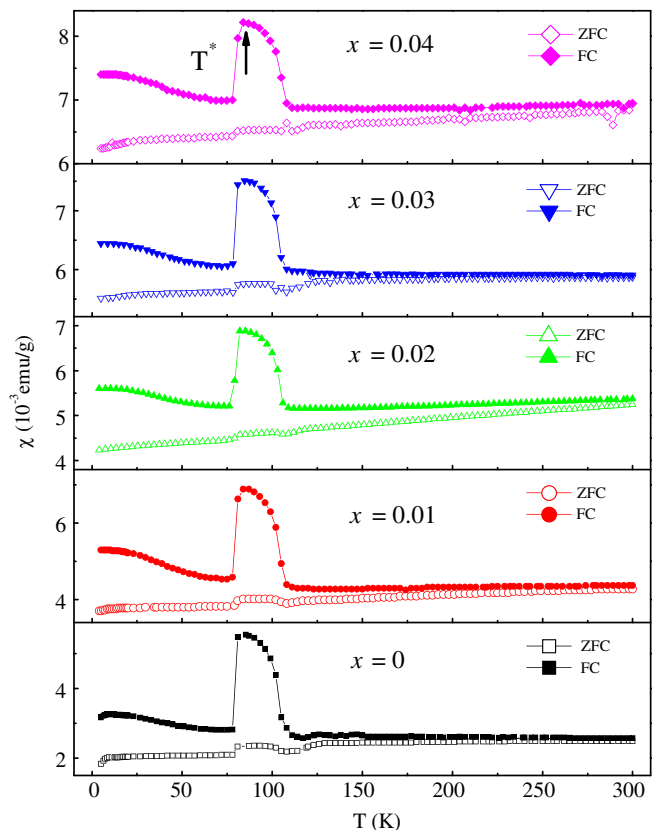 8
7
6
T*
x = 0.04
ZFC
FC
7
6
x = 0.03
ZFC
FC
7
6
5
4
x = 0.02
ZFC
FC
6
4
x = 0.01
ZFC
FC
4
2
x = 0
ZFC
FC
χ (10⁻³ emu/g)
0 50 100 150 200 250 300
T (K)